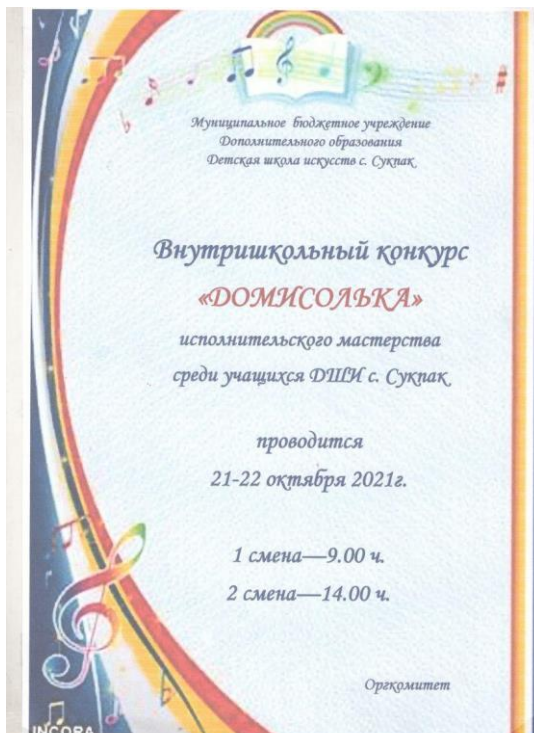 Муниципальное бюджетное учреждение
Дополнительного образования
Детская школа искусств с. Сукпак
Внутришкольный конкурс
«ДОМИСОЛЬКА»
исполнительского мастерства
среди учащихся ДШИ с. Сукпак
проводится
21-22 октября 2021г.
1 смена—9.00 ч.
2 смена—14.00 ч.
Оргкомитет
INCORA